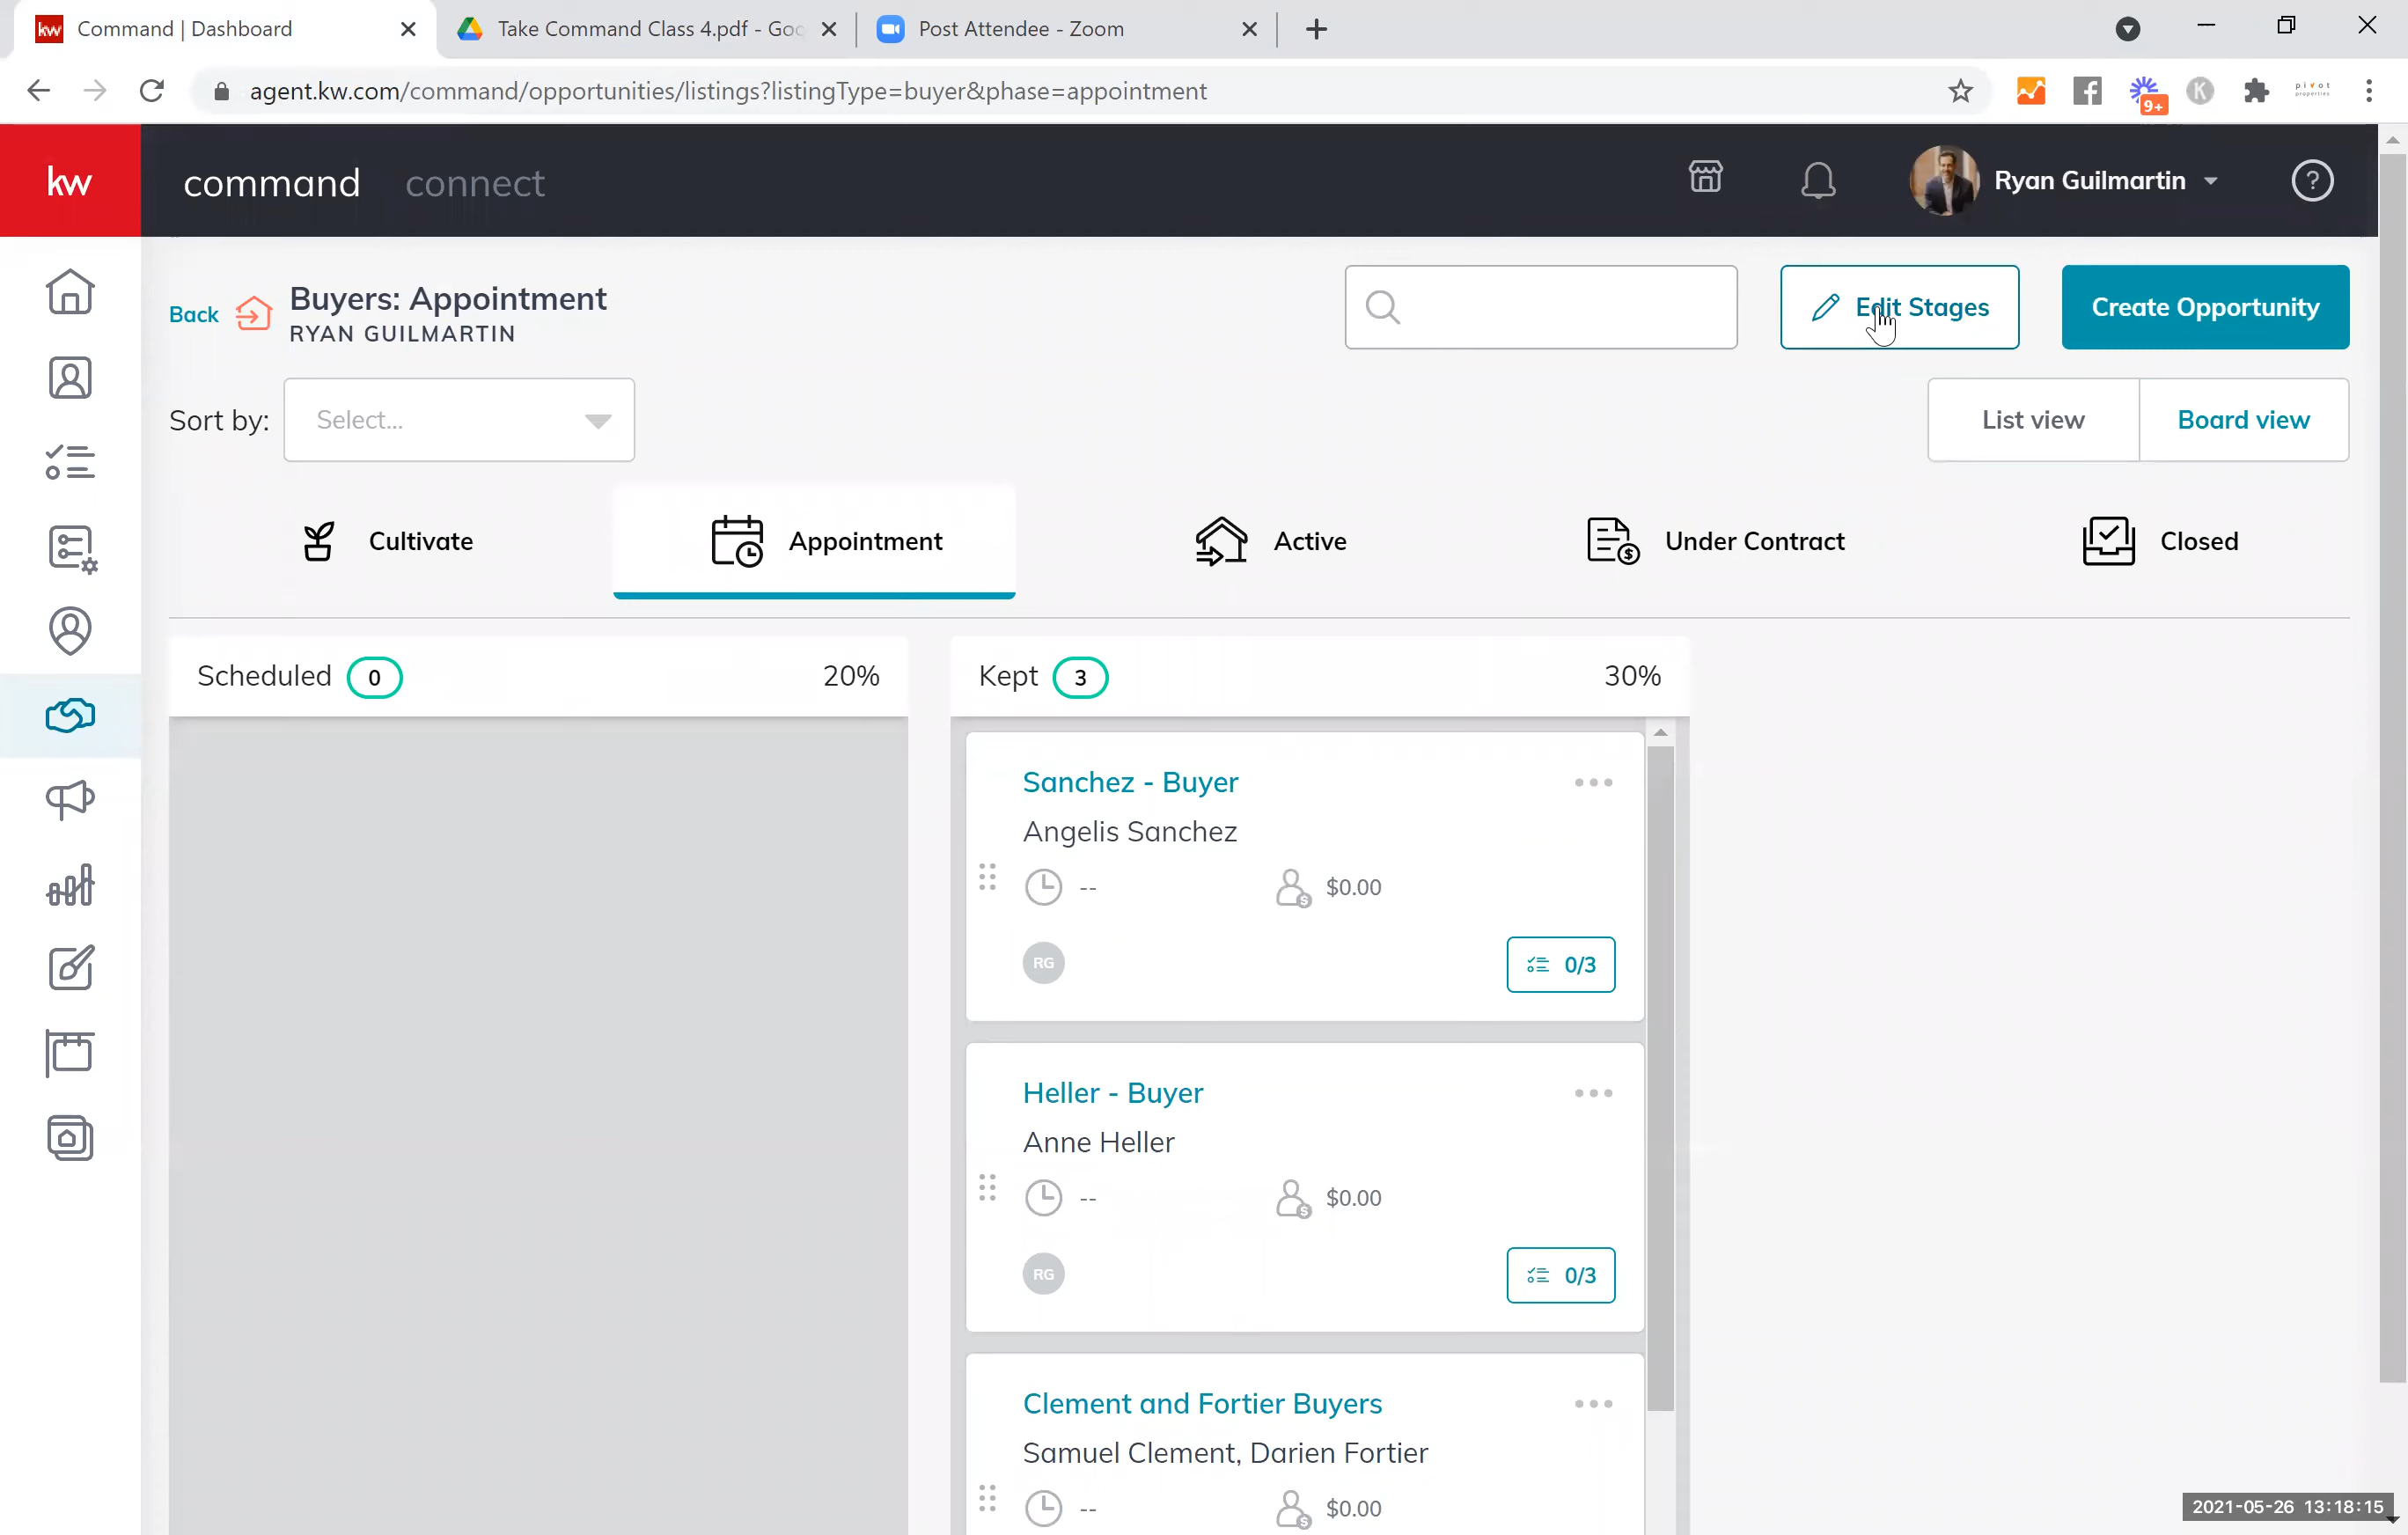 kw Command | Dashboard
Take Command Class 4.pdf - Goo
Post Attendee - Zoom
agent.kw.com/command/opportunities/listings?listingType=buyer&phase=appointment
9+
K
pivot
properties
kw
command connect
Ryan Guilmartin
?
Back
Buyers: Appointment
RYAN GUILMARTIN
Edit Stages
Create Opportunity
Sort by:
Select...
List view
Board view
Cultivate
Appointment
Active
Under Contract
Closed
Scheduled 0 20%
Kept 3 30%
Sanchez - Buyer
Angelis Sanchez
-- $0.00
RG
0/3
Heller - Buyer
Anne Heller
-- $0.00
RG
0/3
Clement and Fortier Buyers
Samuel Clement, Darien Fortier
-- $0.00
2021-05-26 13:18:15